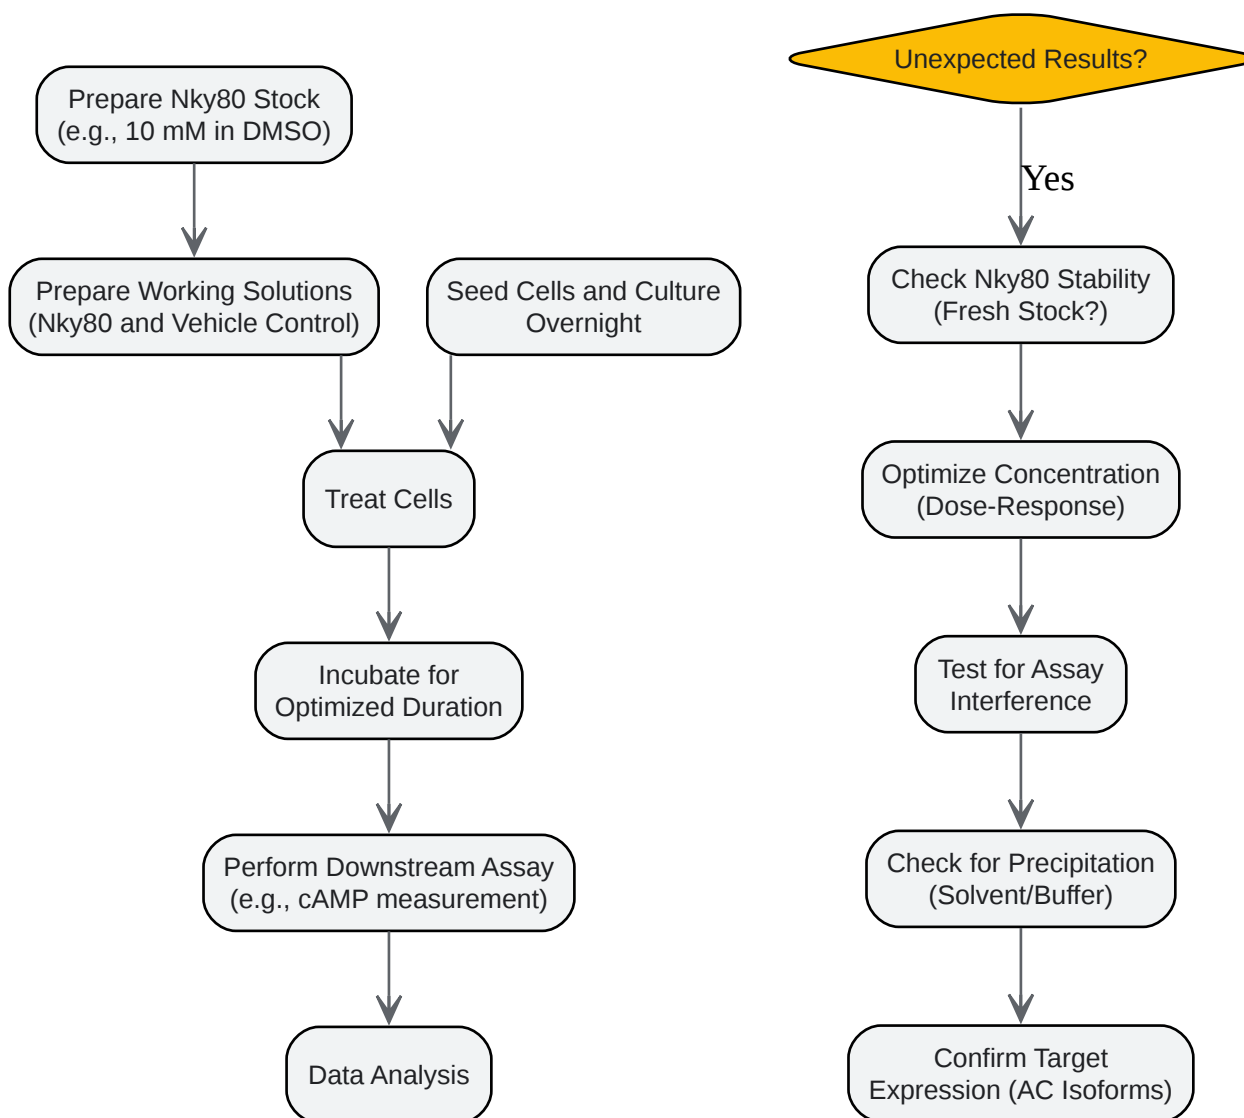 Prepare Nky80 Stock
(e.g., 10 mM in DMSO)
Prepare Working Solutions
(Nky80 and Vehicle Control)
Seed Cells and Culture
Overnight
Treat Cells
Incubate for
Optimized Duration
Perform Downstream Assay
(e.g., cAMP measurement)
Data Analysis
Unexpected Results?
Yes
Check Nky80 Stability
(Fresh Stock?)
Optimize Concentration
(Dose-Response)
Test for Assay
Interference
Check for Precipitation
(Solvent/Buffer)
Confirm Target
Expression (AC Isoforms)